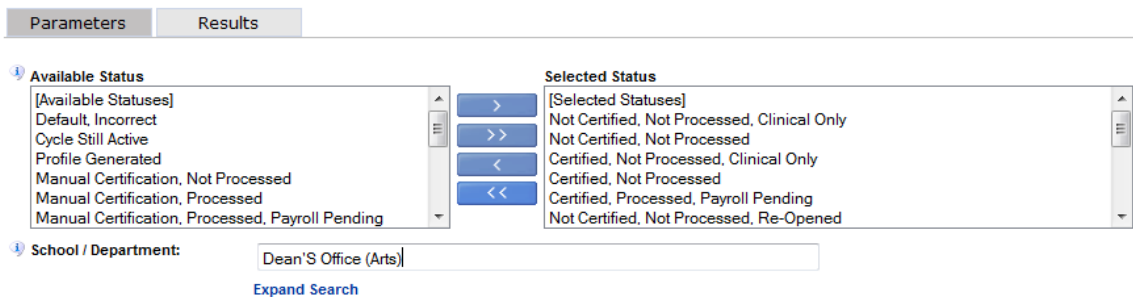 Parameters Results
Available Status
[Available Statuses]
Default, Incorrect
Cycle Still Active
Profile Generated
Manual Certification, Not Processed
Manual Certification, Processed
Manual Certification, Processed, Payroll Pending
>
>>
<
<<
Selected Status
[Selected Statuses]
Not Certified, Not Processed, Clinical Only
Not Certified, Not Processed
Certified, Not Processed, Clinical Only
Certified, Not Processed
Certified, Processed, Payroll Pending
Not Certified, Not Processed, Re-Opened
School / Department: Dean'S Office (Arts)
Expand Search